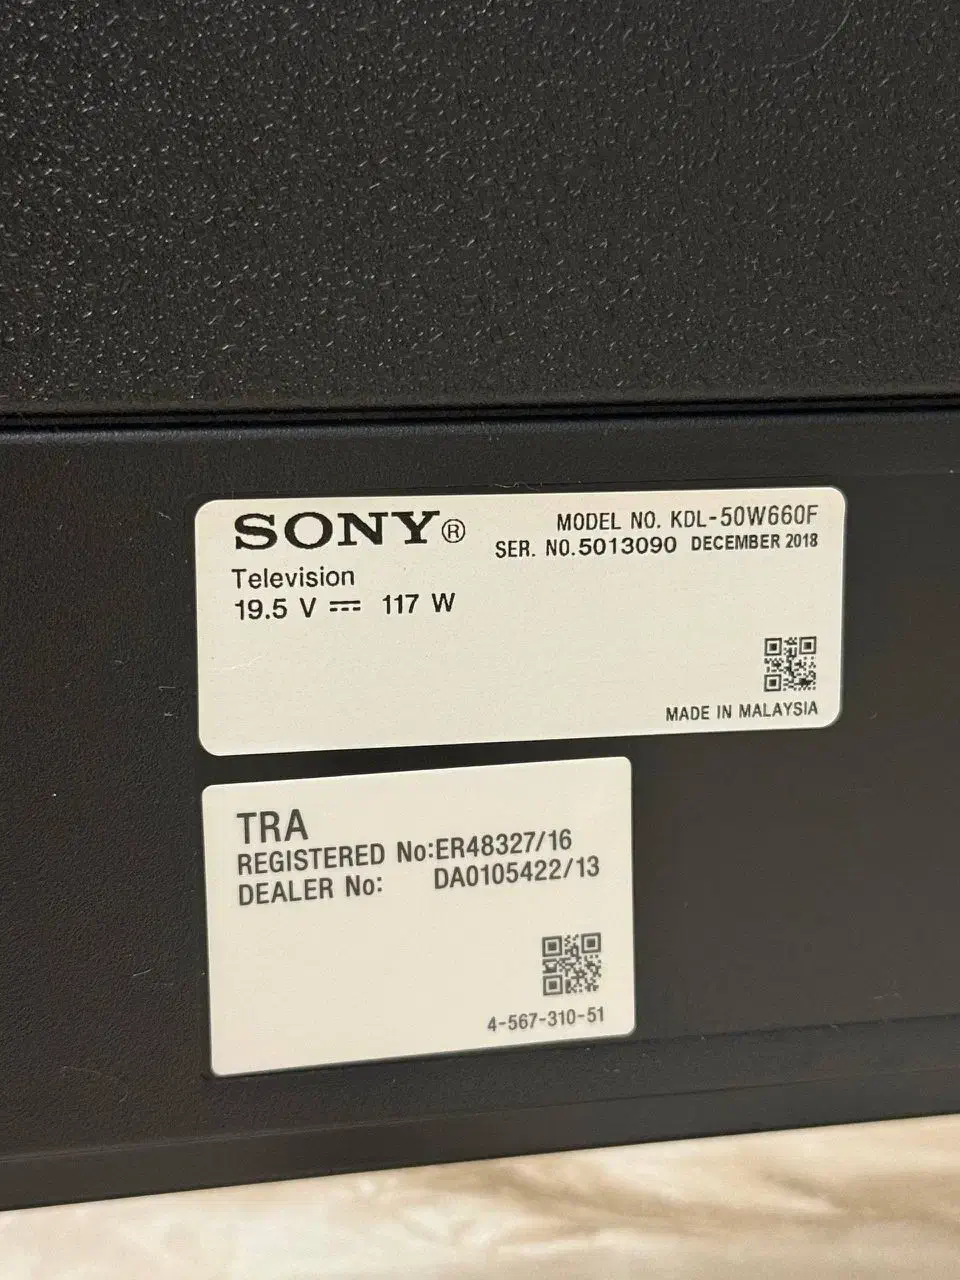 SONY®
MODEL NO. KDL-50W660F
SER. NO.5013090 DECEMBER 2018
Television
19.5 V ⎓ 117 W
MADE IN MALAYSIA
TRA
REGISTERED No:ER48327/16
DEALER No: DA0105422/13
4-567-310-51